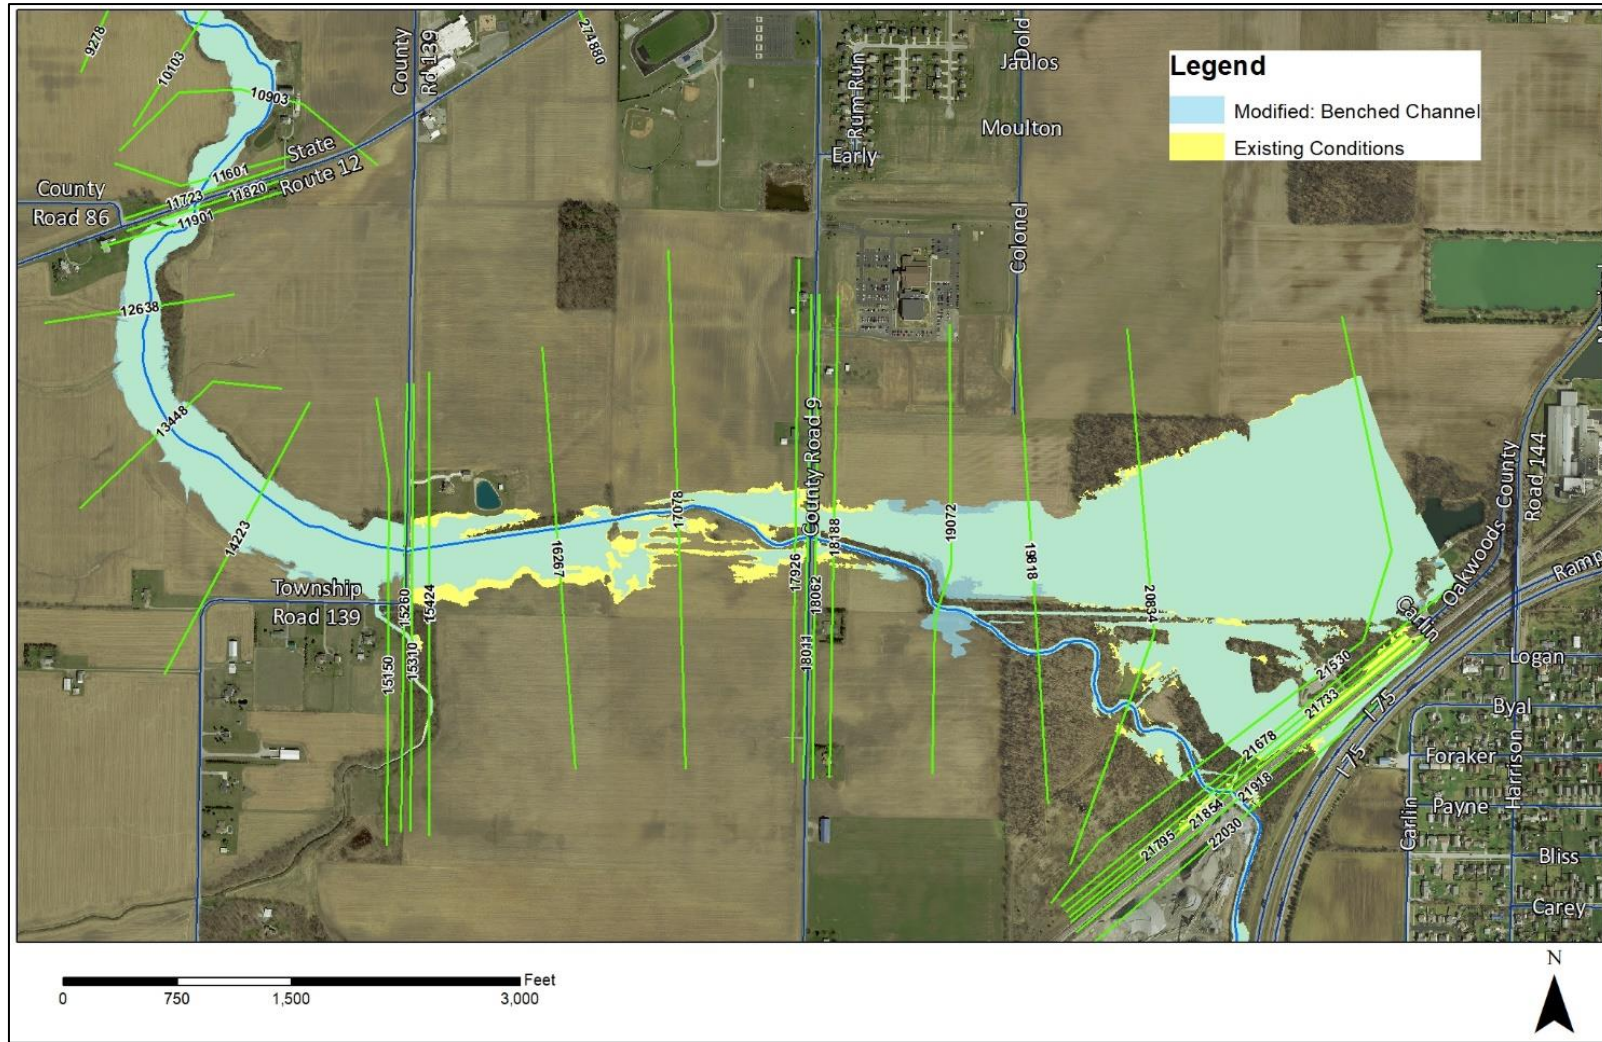 9278
10103
County
Rd 139
274880
Dold
Jadlos
Legend
Modified: Benched Channel
Existing Conditions
10903
Rum Run
Moulton
Early
State
Route 12
11601
11723
11820
11901
County
Road 86
Colonel
12638
13448
14223
County Road 9
Oakwoods County
Road 144
17078
16267
17926
18188
18062
18011
19072
19818
20834
Township
Road 139
15260
15424
15150
15310
Carlin
Ramp
Logan
21530
21733
21678
I 75
I 75
Byal
Foraker
Harrison
Payne
Carlin
21918
21854
21795
22030
Bliss
Carey
Feet
0 750 1,500 3,000
N